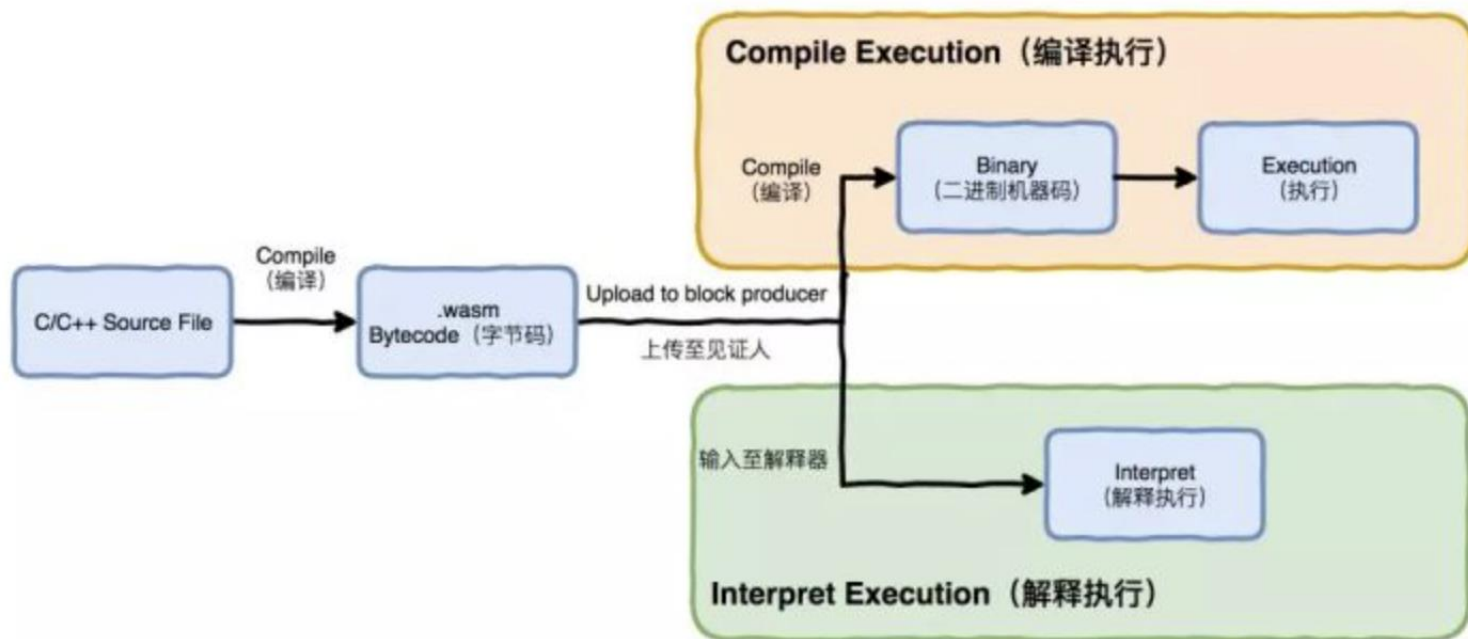 Compile Execution（编译执行）
Compile
（编译）
Binary
（二进制机器码）
Execution
（执行）
C/C++ Source File
Compile
（编译）
.wasm
Bytecode（字节码）
Upload to block producer
上传至见证人
输入至解释器
Interpret
（解释执行）
Interpret Execution（解释执行）